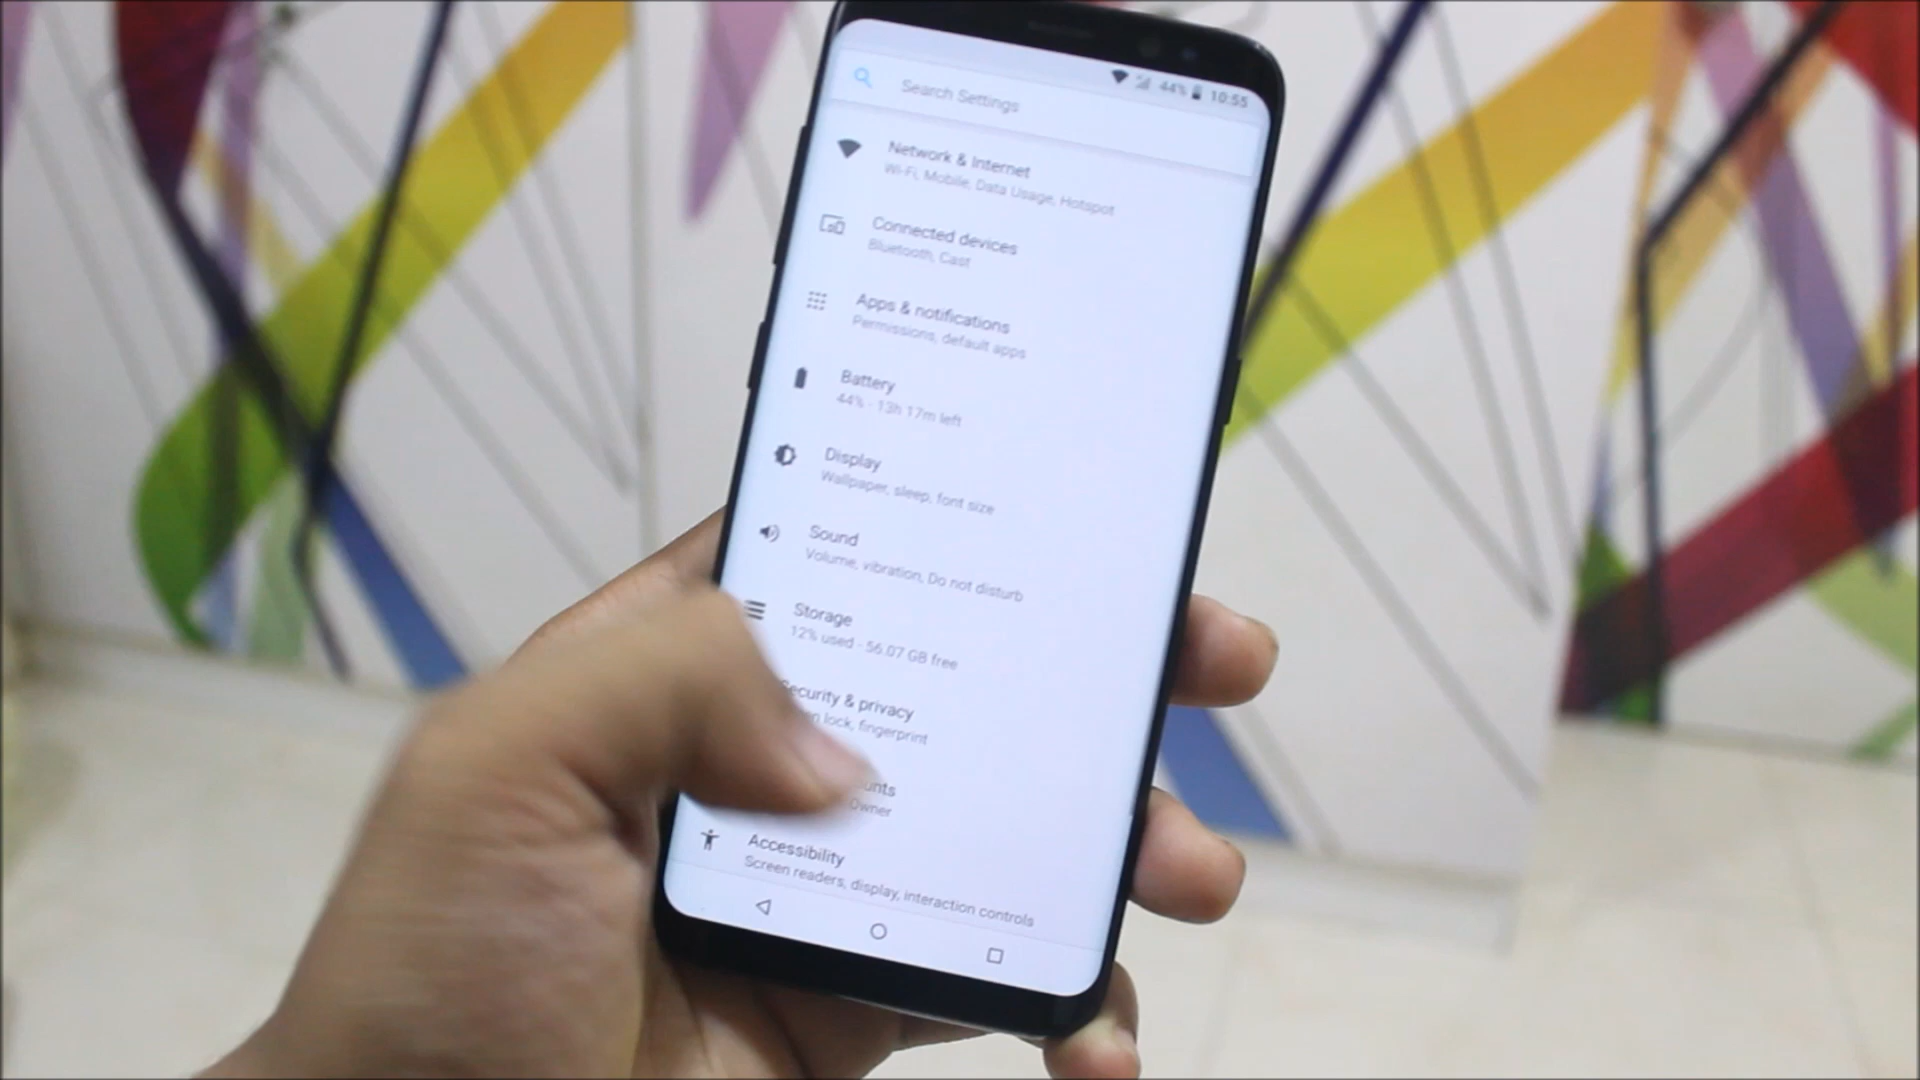 44% 10:55
Search Settings
Network & Internet
Wi-Fi, Mobile, Data Usage, Hotspot
Connected devices
Bluetooth, Cast
Apps & notifications
Permissions, default apps
Battery
44% - 13h 17m left
Display
Wallpaper, sleep, font size
Sound
Volume, vibration, Do not disturb
Storage
12% used - 56.07 GB free
Security & privacy
lock, fingerprint
Owner
Accessibility
Screen readers, display, interaction controls